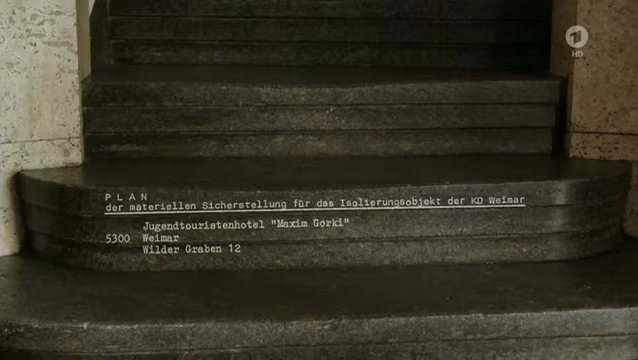 1
HD
P L A N
der materiellen Sicherstellung für das Isolierungsobjekt der KD Weimar
Jugendtouristenhotel "Maxim Gorki"
5300 Weimar
Wilder Graben 12